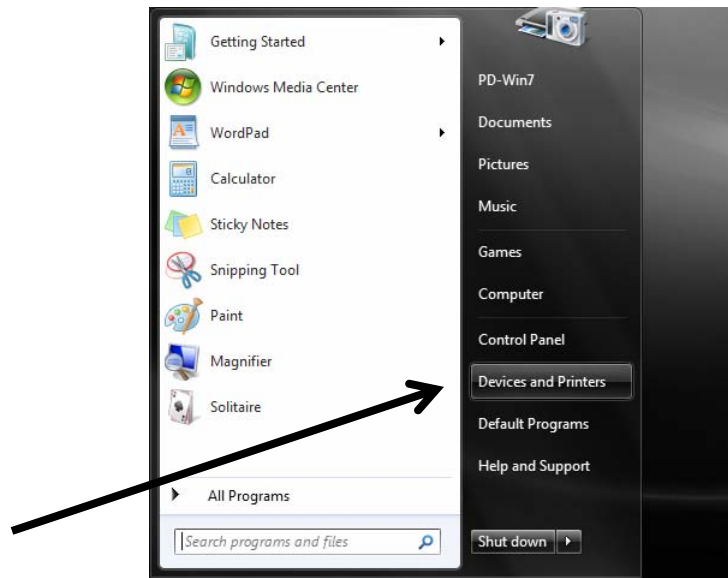 Getting Started
Windows Media Center
WordPad
Calculator
Sticky Notes
Snipping Tool
Paint
Magnifier
Solitaire
All Programs
Search programs and files
PD-Win7
Documents
Pictures
Music
Games
Computer
Control Panel
Devices and Printers
Default Programs
Help and Support
Shut down